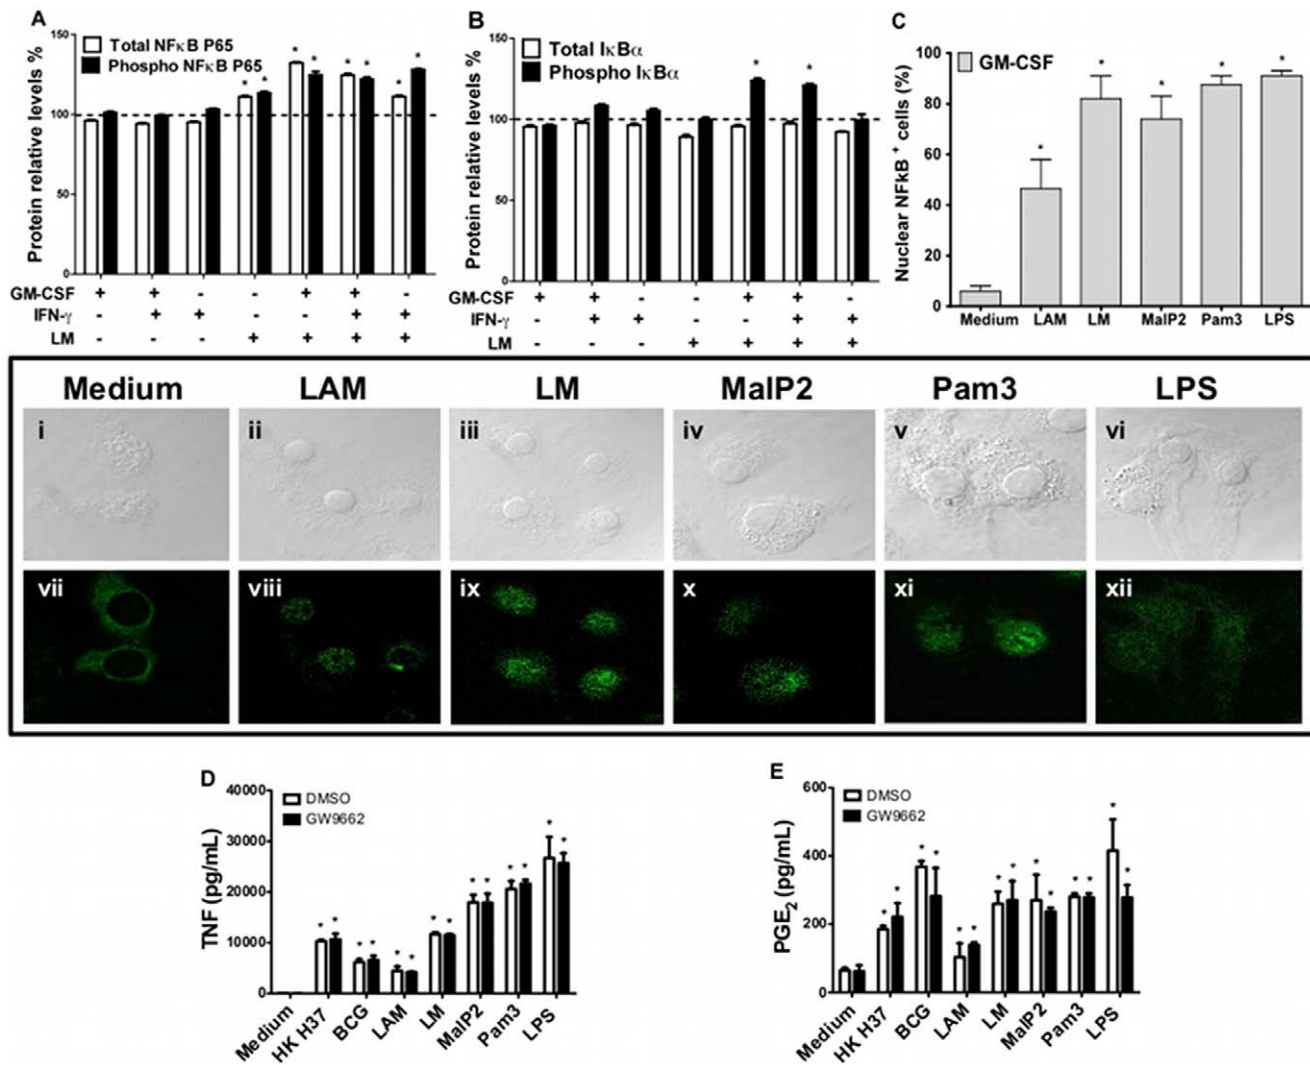 A
Protein relative levels %
150
100
50
0
Total NFκB P65
Phospho NFκB P65
* * * * * * * *
GM-CSF + + - - + + -
IFN-γ - + + - - + +
LM - - - + + + +
B
Protein relative levels %
150
100
50
0
Total IκBα
Phospho IκBα
* *
GM-CSF + + - - + + -
IFN-γ - + + - - + +
LM - - - + + + +
C
Nuclear NFkB + cells (%)
100
80
60
40
20
0
GM-CSF
* * * * *
Medium LAM LM MalP2 Pam3 LPS
Medium LAM LM MalP2 Pam3 LPS
i ii iii iv v vi
vii viii ix x xi xii
D
TNF (pg/mL)
40000
30000
20000
10000
0
DMSO
GW9662
* * * * * * * * * * * * * *
Medium HK H37 BCG LAM LM MalP2 Pam3 LPS
E
PGE2 (pg/mL)
600
400
200
0
DMSO
GW9662
* * * * * * * * * * * * * *
Medium HK H37 BCG LAM LM MalP2 Pam3 LPS